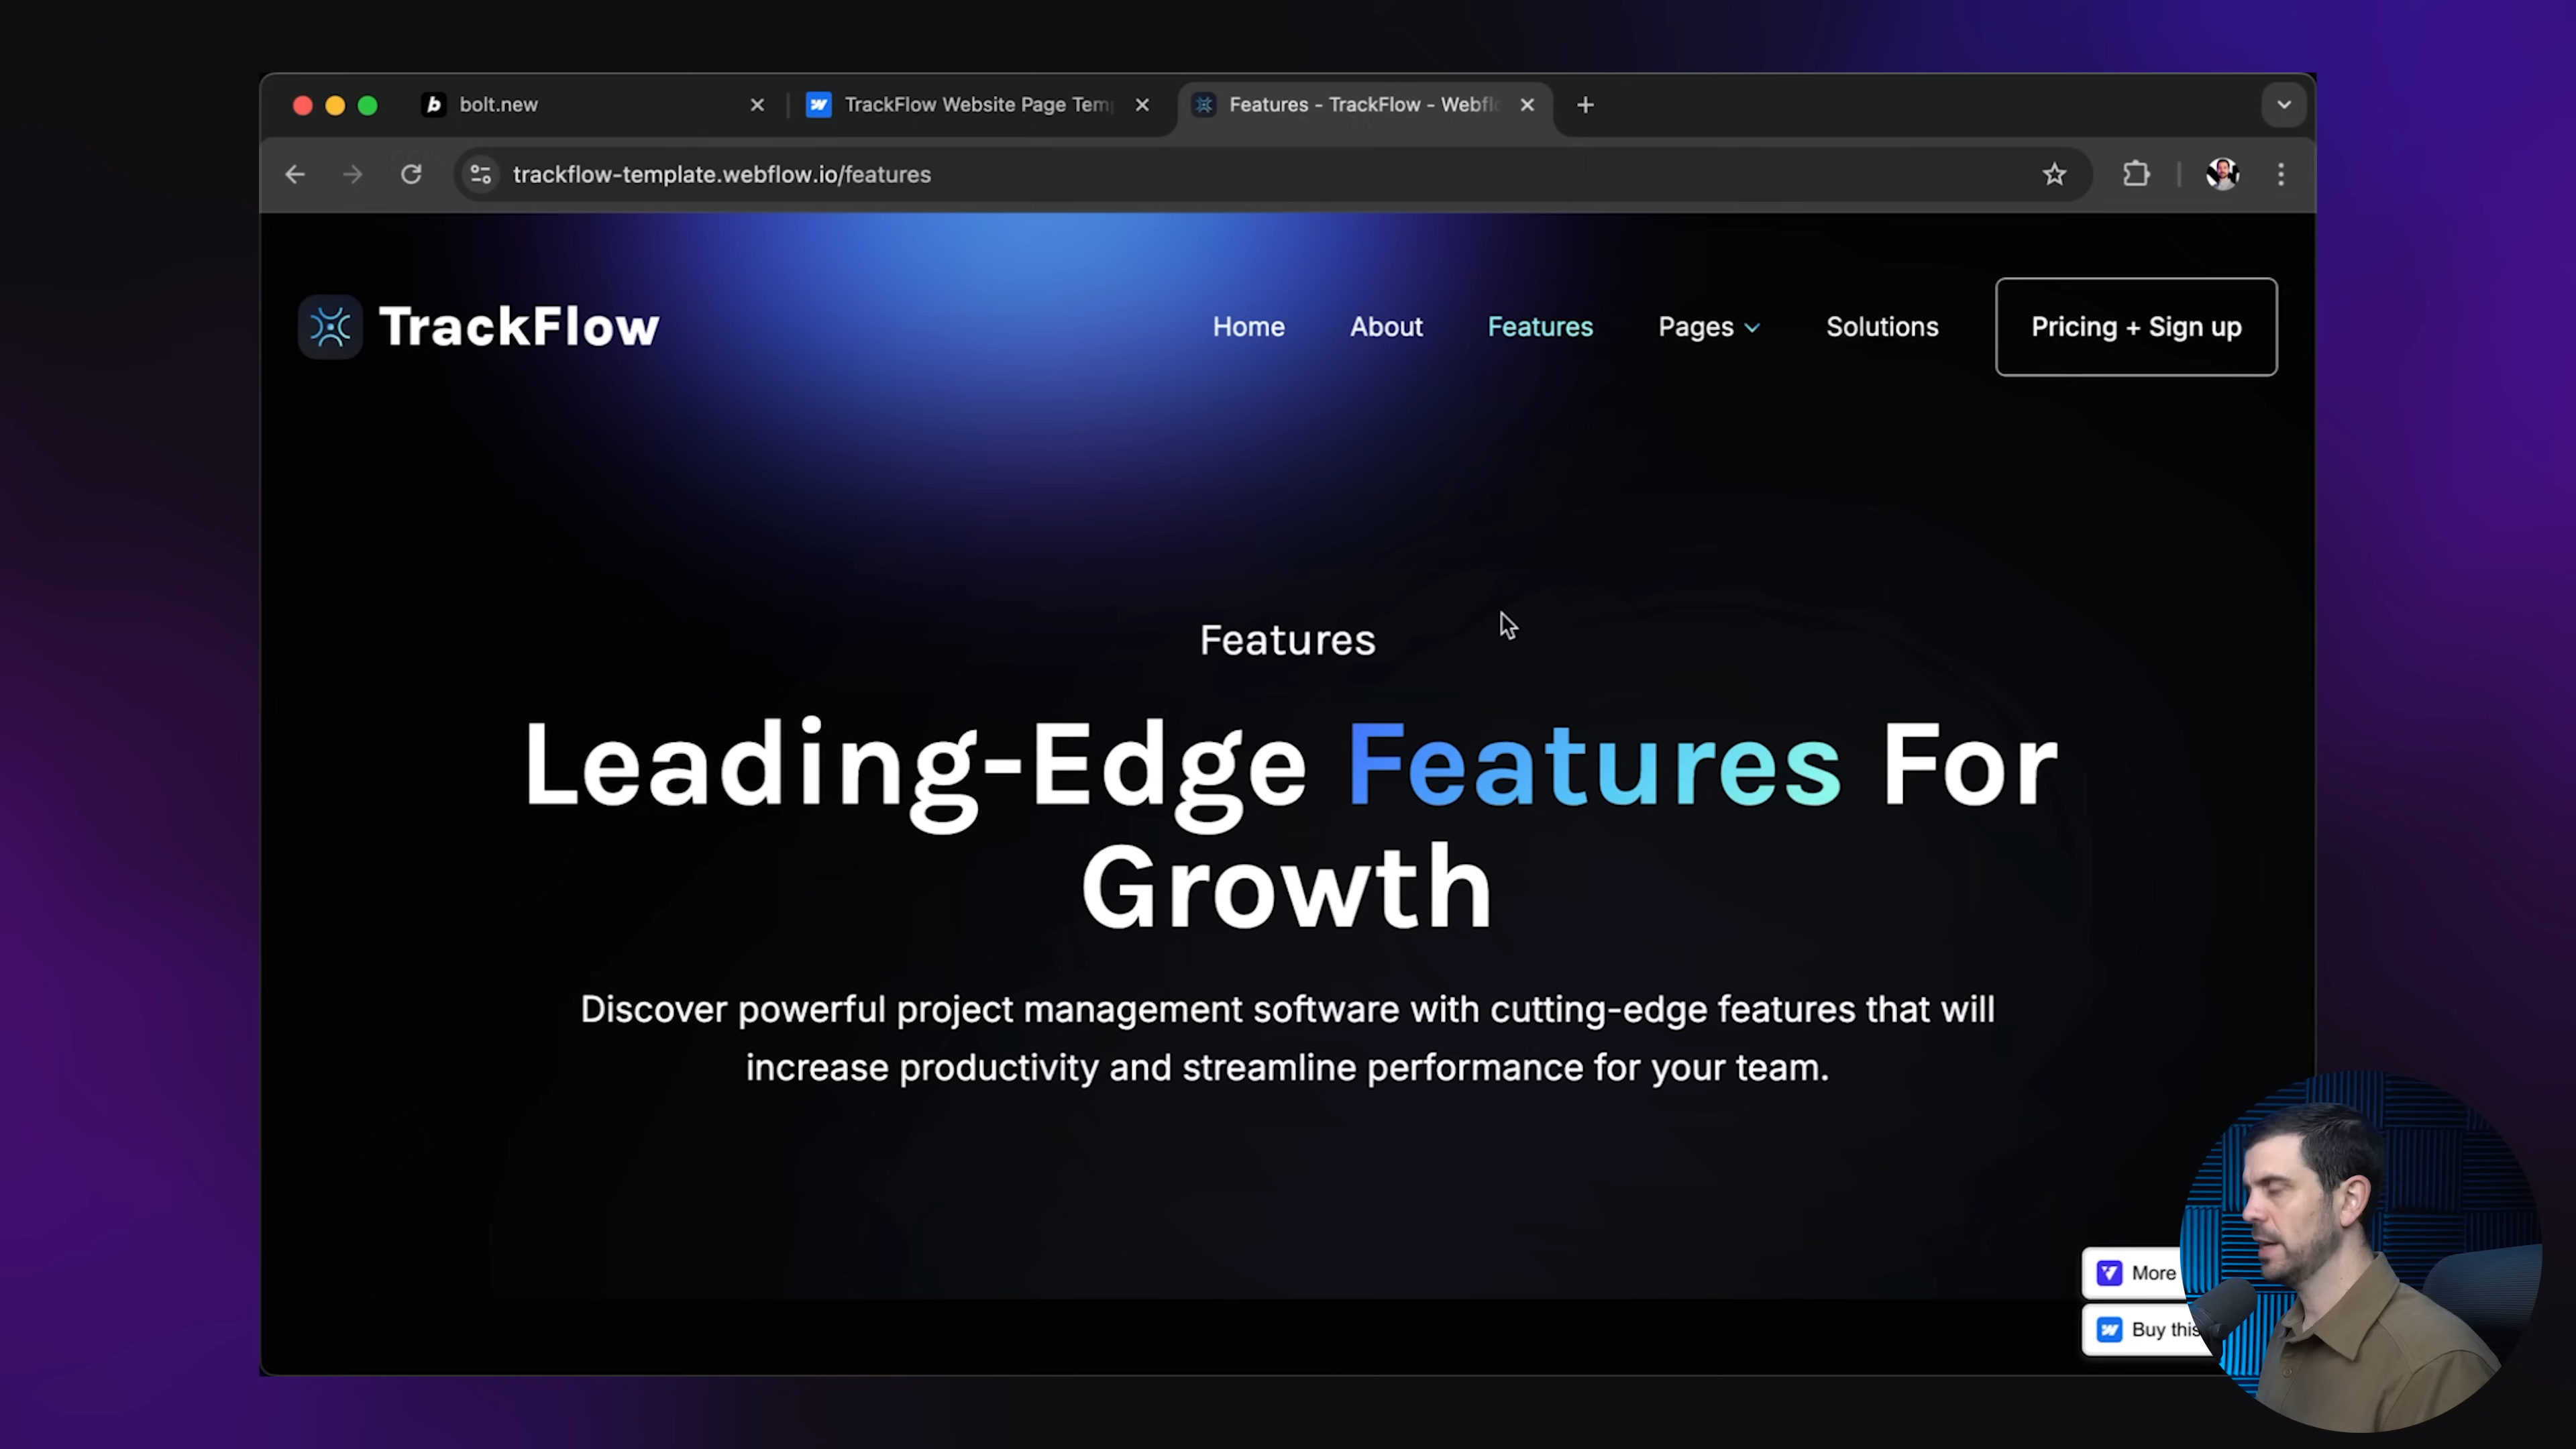 bolt.new
TrackFlow Website Page Tem
Features - TrackFlow - Webfl
trackflow-template.webflow.io/features
TrackFlow
Home
About
Features
Pages
Solutions
Pricing + Sign up
Features
Leading-Edge Features For
Growth
Discover powerful project management software with cutting-edge features that will
increase productivity and streamline performance for your team.
More
Buy this